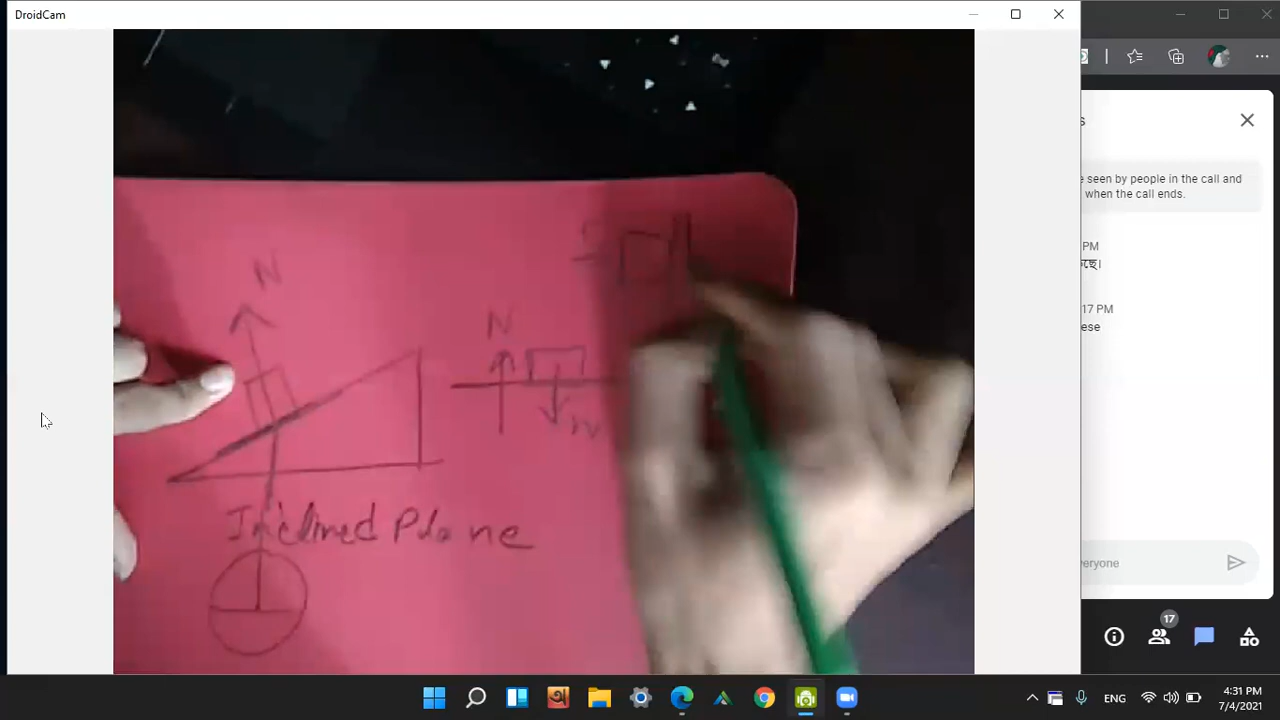 DroidCam
s
e seen by people in the call and
when the call ends.
PM
17 PM
ese
veryone
N
N
W
Inclined Plane
17
অ
ENG
4:31 PM
7/4/2021